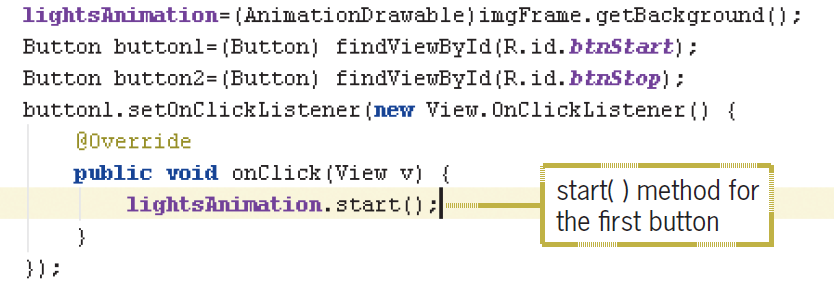 lightsAnimation=(AnimationDrawable)imgFrame.getBackground();
Button button1=(Button) findViewById(R.id.btnStart);
Button button2=(Button) findViewById(R.id.btnStop);
button1.setOnClickListener(new View.OnClickListener() {
@Override
public void onClick(View v) {
lightsAnimation.start();
}
});
start( ) method for
the first button